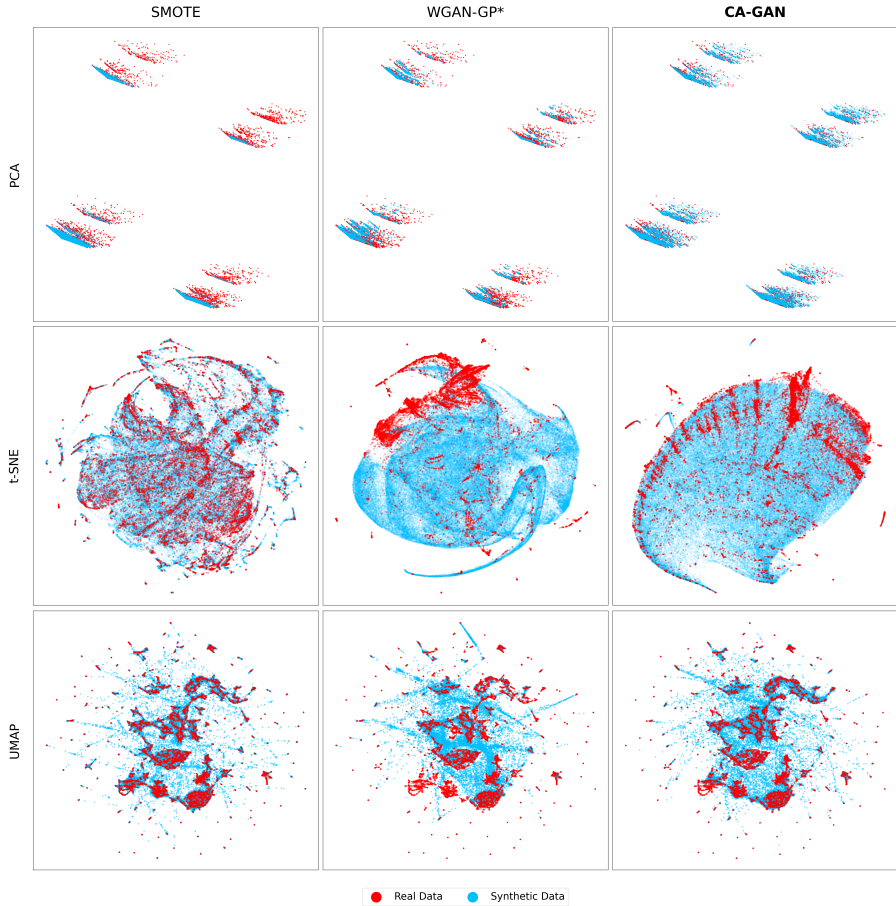 SMOTE WGAN-GP* CA-GAN
PCA
t-SNE
UMAP
Real Data Synthetic Data